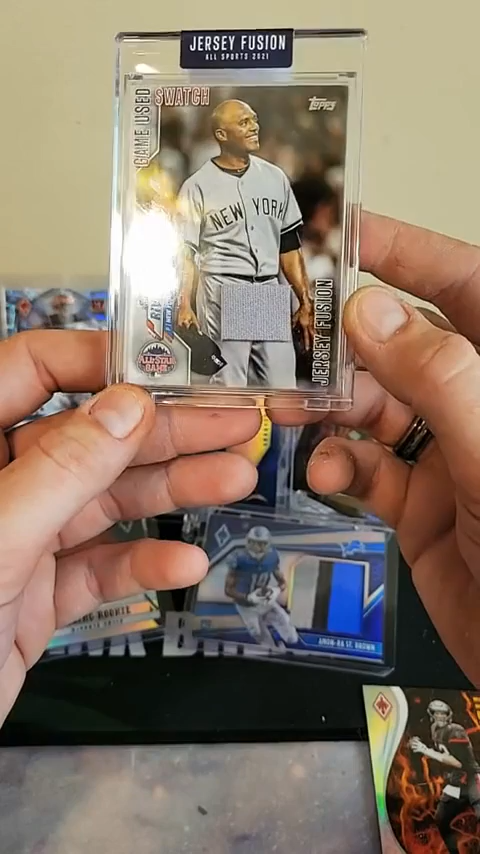 JERSEY FUSION
ALL SPORTS 2021
GAME USED
SWATCH
Topps
NEW YORK
JERSEY FUSION
ALL-STAR
GAME
AMON-RA ST. BROWN